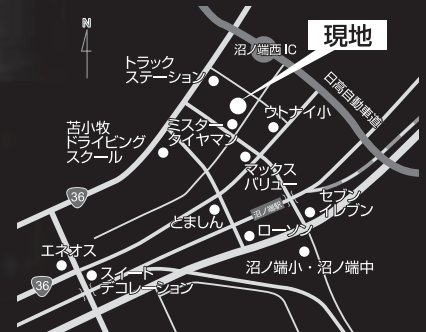 N
現地
沼ノ端西IC
トラック
ステーション
日高自動車道
ウトナイ小
ミスター
タイヤマン
苫小牧
ドライビング
スクール
マックス
バリュー
36
セブン
イレブン
沼ノ端駅
とましん
ローソン
エネオス
沼ノ端小・沼ノ端中
スイート
デコレーション
36